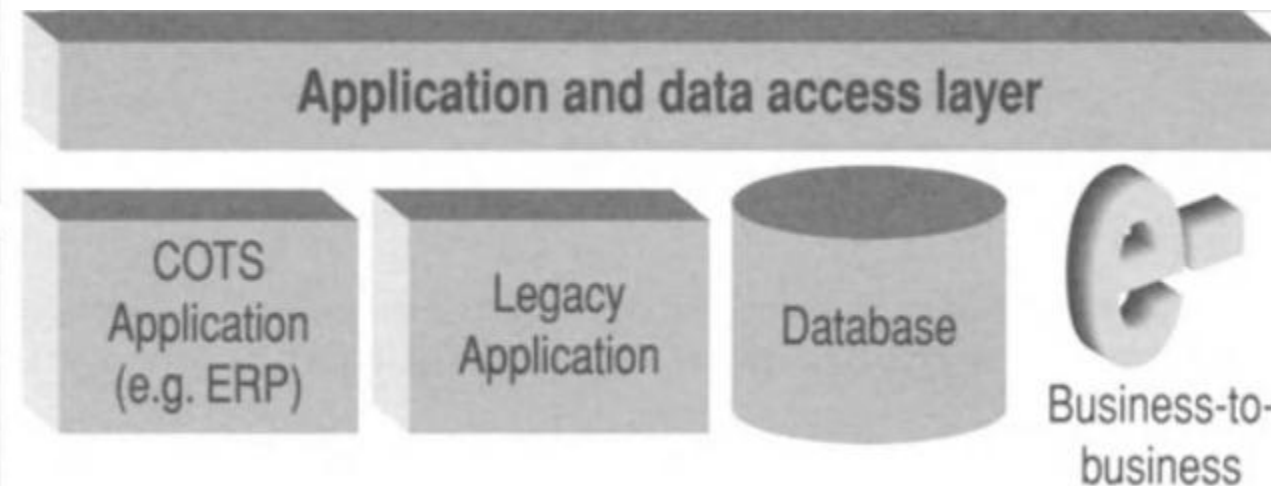 Application and data access layer
COTS
Application
(e.g. ERP)
Legacy
Application
Database
e-
Business-to-
business